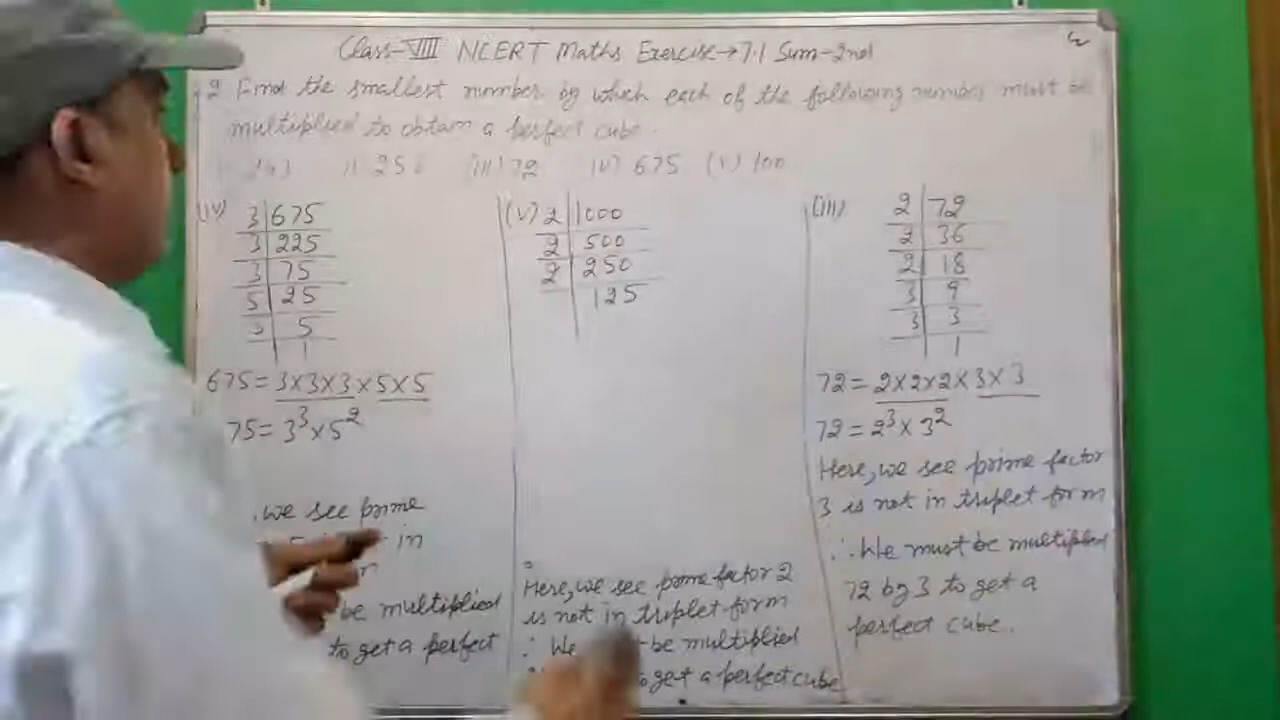 Class-VIII NCERT Maths Exercise→7.1 Sum-2nd
2 Find the smallest number by which each of the following number must be
multiplied to obtain a perfect cube.
243 256 (iii) 72 (iv) 675 (v) 100
(iv) 3 675
3 225
3 75
5 25
5 5
1
675 = 3×3×3×5×5
75 = 3³×5²
we see prime
in
be multiplied
to get a perfect
(v) 2 1000
2 500
2 250
125
Here, we see prime factor 2
is not in triplet form
∴ We be multiplied
to get a perfect cube
(iii) 2 72
2 36
2 18
3 9
3 3
1
72 = 2×2×2×3×3
72 = 2³×3²
Here, we see prime factor
3 is not in triplet form
∴ We must be multiplied
72 by 3 to get a
perfect cube.